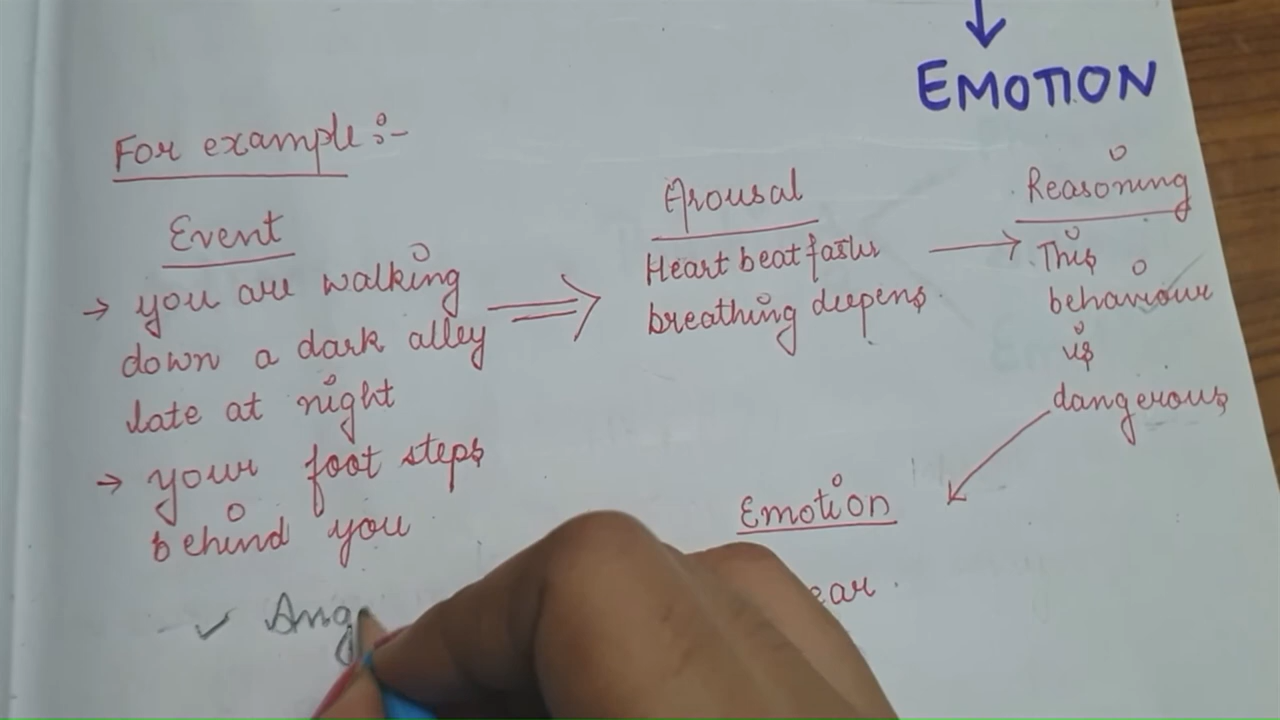 EMOTION
For example :-
Event
→ you are walking
down a dark alley
late at night
→ your foot steps
behind you
Arousal
Heart beat faster
breathing deepens.
Reasoning
This
behaviour
is
dangerous
Emotion
✓ Ang